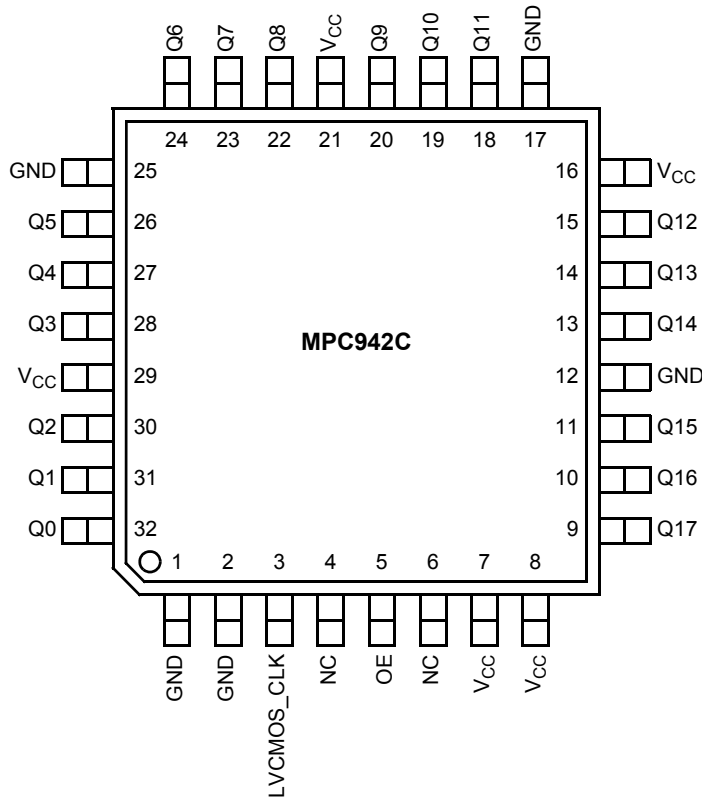 Q6 Q7 Q8 VCC Q9 Q10 Q11 GND
24 23 22 21 20 19 18 17
GND 25 16 VCC
Q5 26 15 Q12
Q4 27 14 Q13
Q3 28 13 Q14
MPC942C
VCC 29 12 GND
Q2 30 11 Q15
Q1 31 10 Q16
Q0 32 9 Q17
1 2 3 4 5 6 7 8
GND GND LVCMOS_CLK NC OE NC VCC VCC